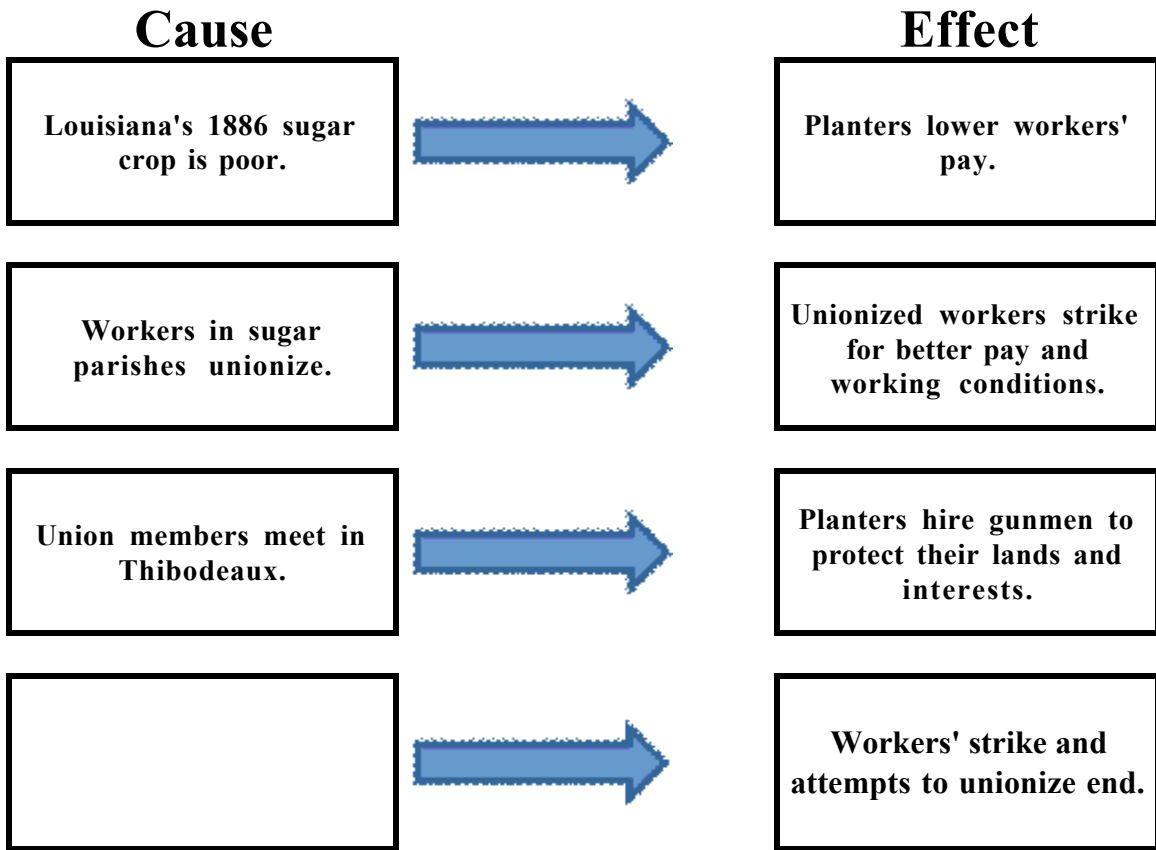 Cause
Effect
Louisiana's 1886 sugar
crop is poor.
Planters lower workers'
pay.
Workers in sugar
parishes unionize.
Unionized workers strike
for better pay and
working conditions.
Union members meet in
Thibodeaux.
Planters hire gunmen to
protect their lands and
interests.
Workers' strike and
attempts to unionize end.